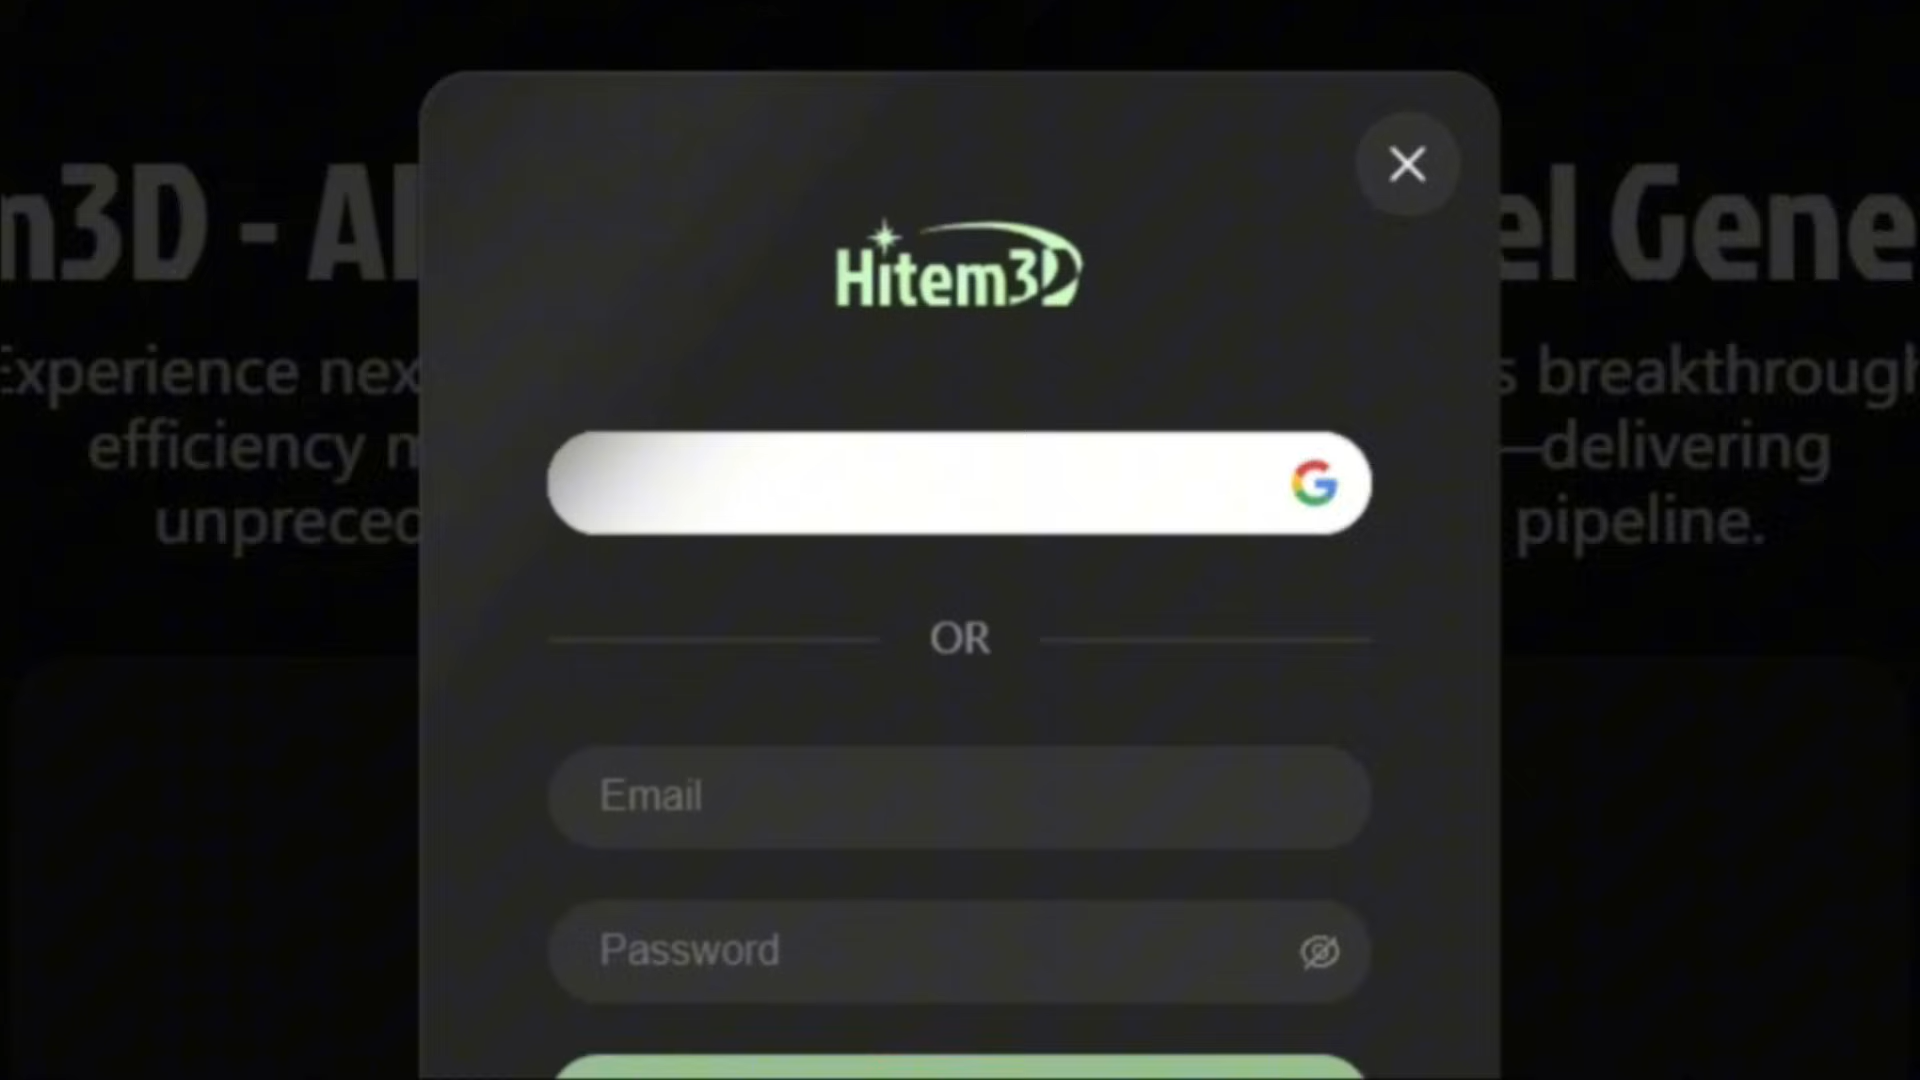 n3D - AI
el Gene
Hitem3D
Experience nex
s breakthrough
efficiency n
—delivering
unpreced
pipeline.
OR
Email
Password